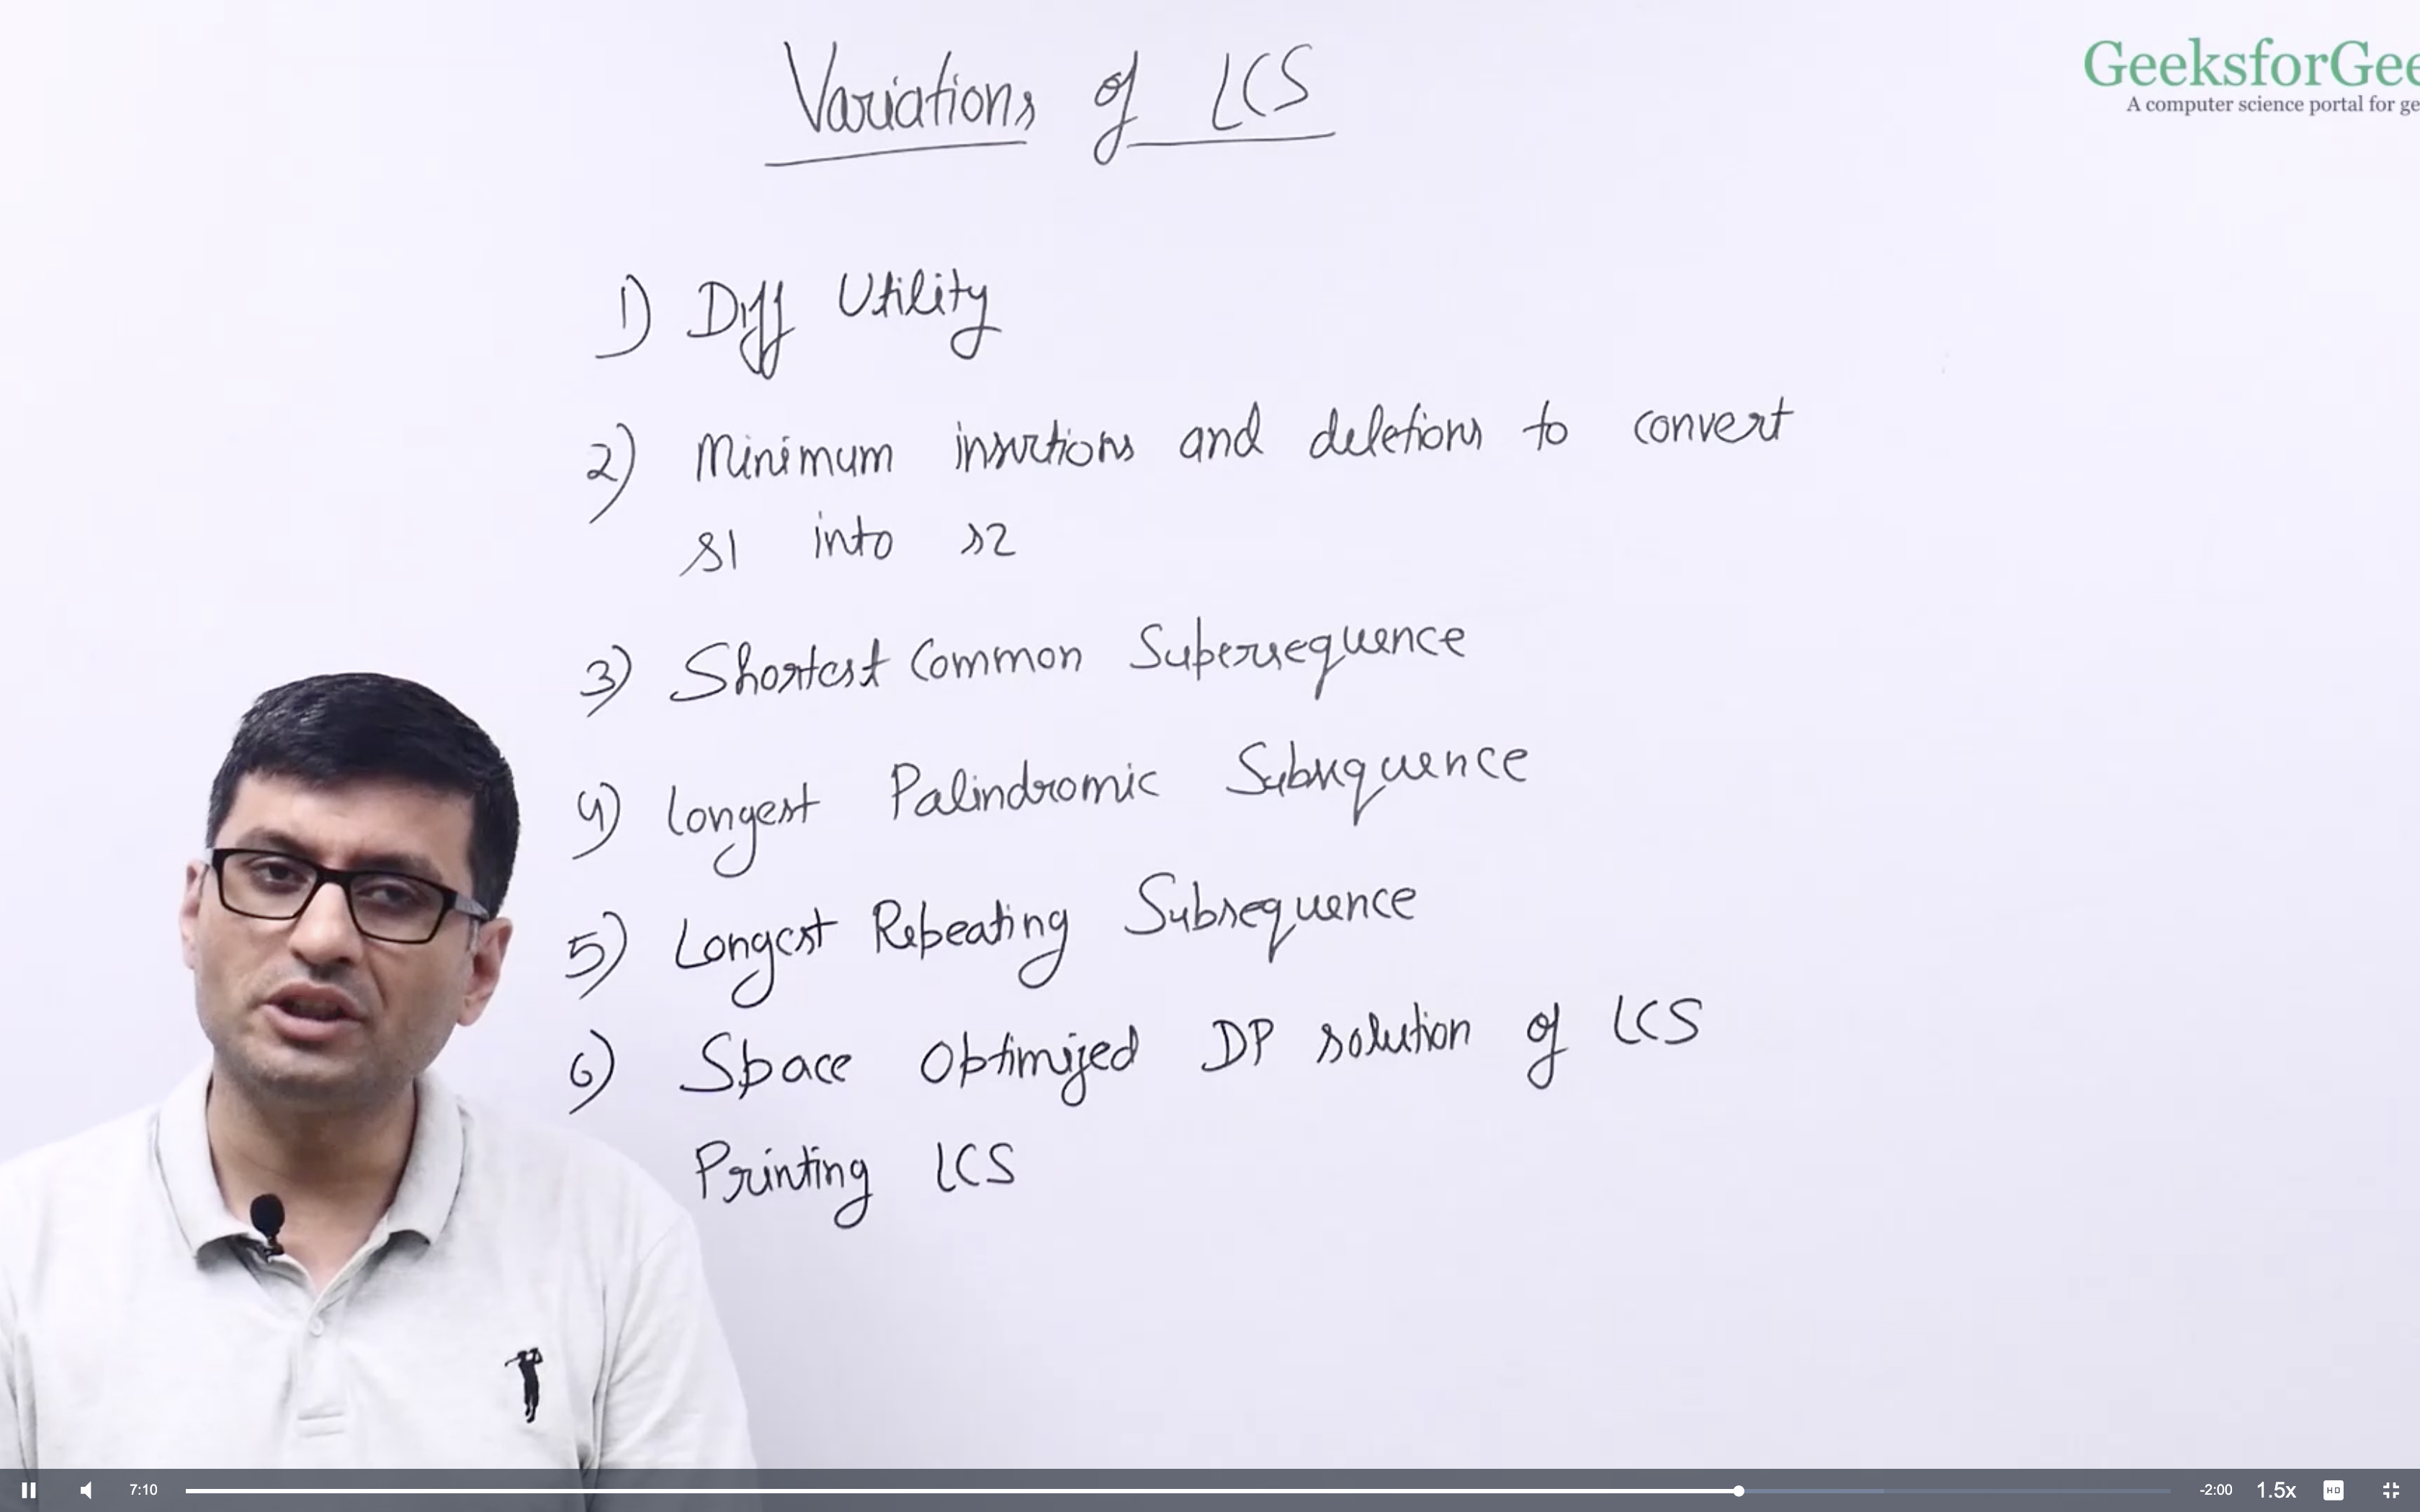 Variations of LCS
GeeksforGee
A computer science portal for ge
1) Diff Utility
2) Minimum insertions and deletions to convert
s1 into s2
3) Shortest Common Supersequence
4) Longest Palindromic Subsequence
5) Longest Repeating Subsequence
6) Space Optimized DP solution of LCS
Printing LCS
7:10
-2:00
1.5x
HD